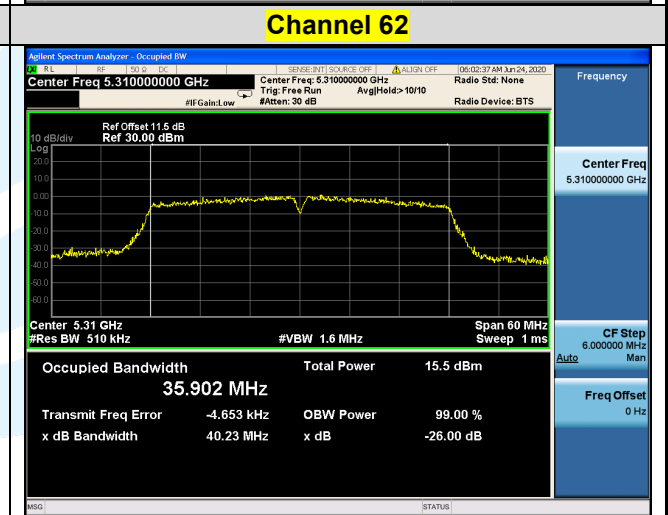 Channel 62
Agilent Spectrum Analyzer - Occupied BW
RL RF 50 Ω DC SENSE:INT SOURCE OFF ALIGN OFF 06:02:37 AM Jun 24, 2020
Center Freq 5.310000000 GHz Center Freq: 5.310000000 GHz Radio Std: None Frequency
Trig: Free Run Avg|Hold:> 10/10
#IFGain:Low #Atten: 30 dB Radio Device: BTS
Ref Offset 11.5 dB
10 dB/div Ref 30.00 dBm
Log
20.0
10.0
0.00
-10.0
-20.0
-30.0
-40.0
-50.0
-60.0
Center Freq
5.310000000 GHz
Center 5.31 GHz Span 60 MHz
#Res BW 510 kHz #VBW 1.6 MHz Sweep 1 ms
CF Step
6.000000 MHz
Auto Man
Occupied Bandwidth Total Power 15.5 dBm
35.902 MHz
Freq Offset
0 Hz
Transmit Freq Error -4.653 kHz OBW Power 99.00 %
x dB Bandwidth 40.23 MHz x dB -26.00 dB
MSG STATUS